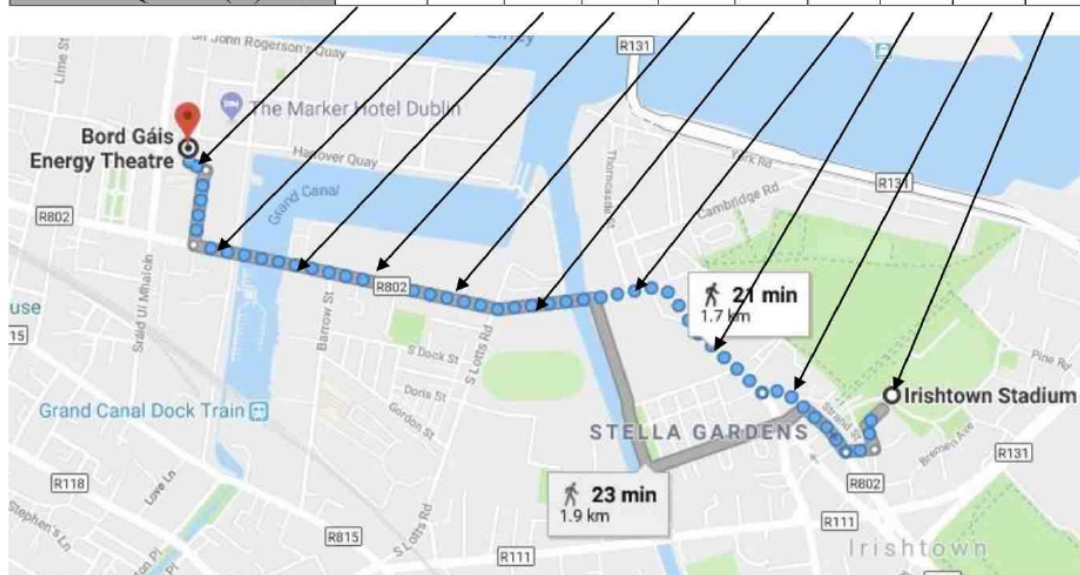 Lime St
Sir John Rogerson's Quay
R131
The Marker Hotel Dublin
Bord Gáis
Energy Theatre
Hanover Quay
York Rd
R131
Thorncastle St
Cambridge Rd
Grand Canal
R802
R802
21 min
1.7 km
use
15
Barrow St
S Dock St
S Lotts Rd
Pine Rd
Doris St
Gordon St
Grand Canal Dock Train
Irishtown Stadium
Strand St
STELLA GARDENS
Bremen Ave
R131
R118
Love Ln
R802
23 min
1.9 km
Stephen's Ln
R815
S Lotts Rd
R111
R111
Irishtown